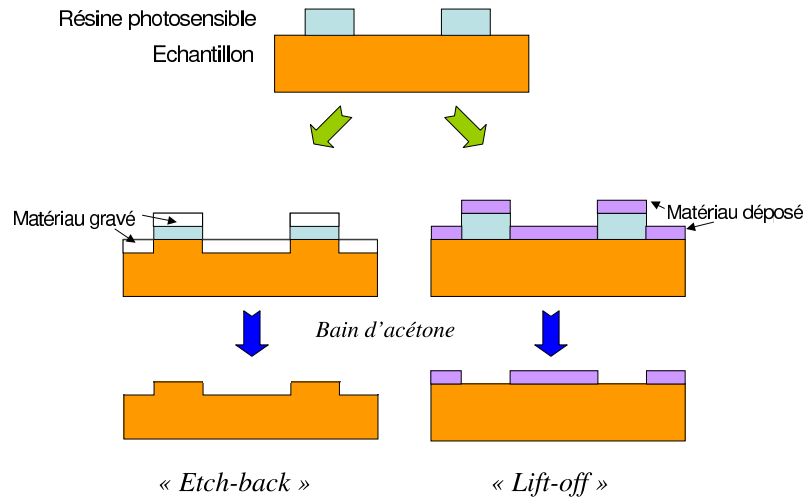 Résine photosensible
Echantillon
Matériau gravé
Matériau déposé
Bain d'acétone
« Etch-back »
« Lift-off »